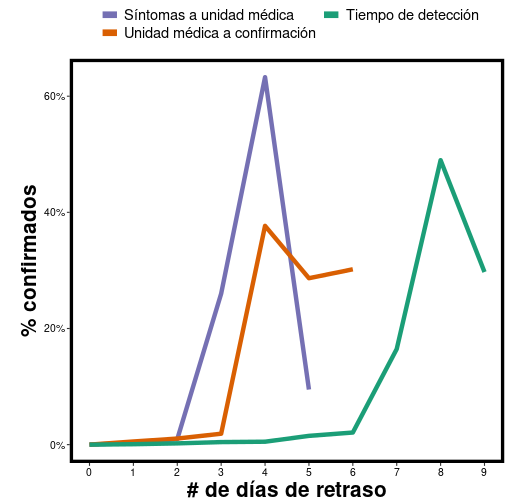 Síntomas a unidad médica
Tiempo de detección
Unidad médica a confirmación
60%
40%
20%
0%
% confirmados
0 1 2 3 4 5 6 7 8 9
# de días de retraso